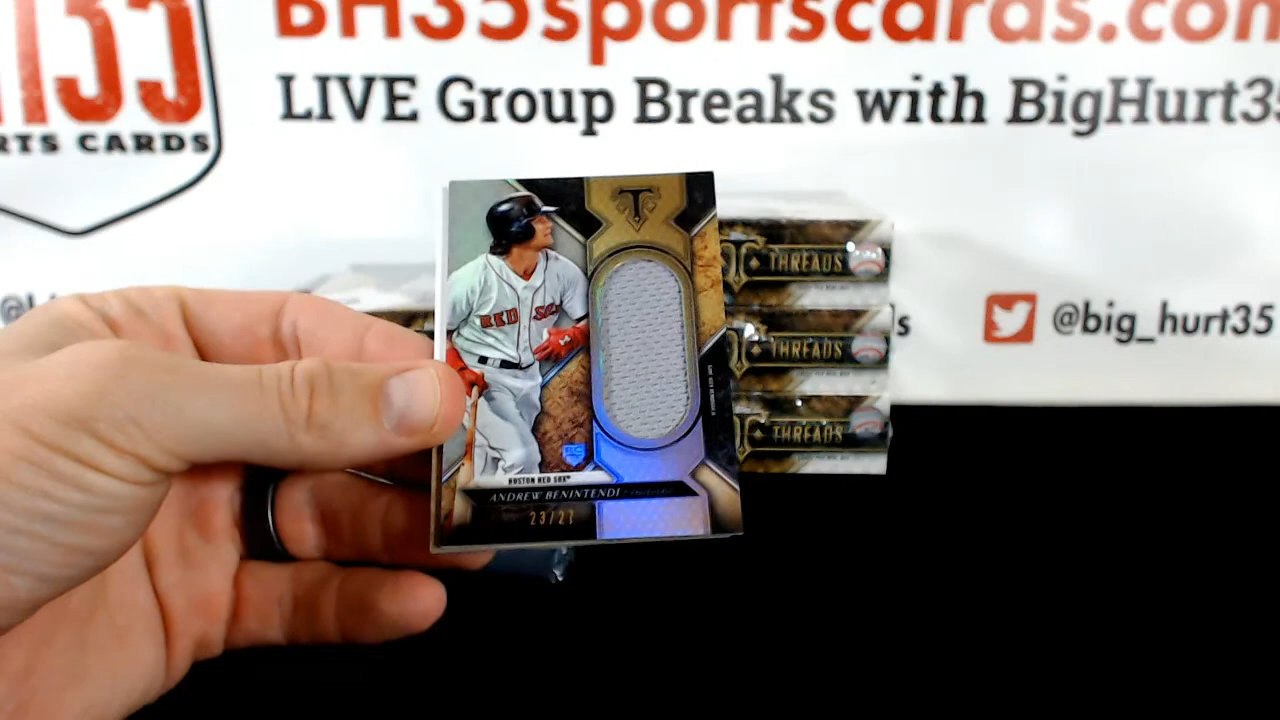 BH35sportscards.com
LIVE Group Breaks with BigHurt35
RTS CARDS
T
THREADS
THREADS
THREADS
@big_hurt35
RED SOX
RC
BOSTON RED SOX
ANDREW BENINTENDI
23/27